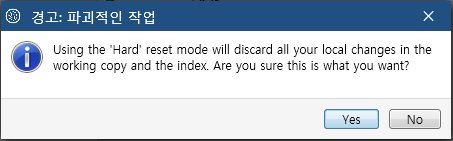 경고: 파괴적인 작업
Using the 'Hard' reset mode will discard all your local changes in the
working copy and the index. Are you sure this is what you want?
Yes
No